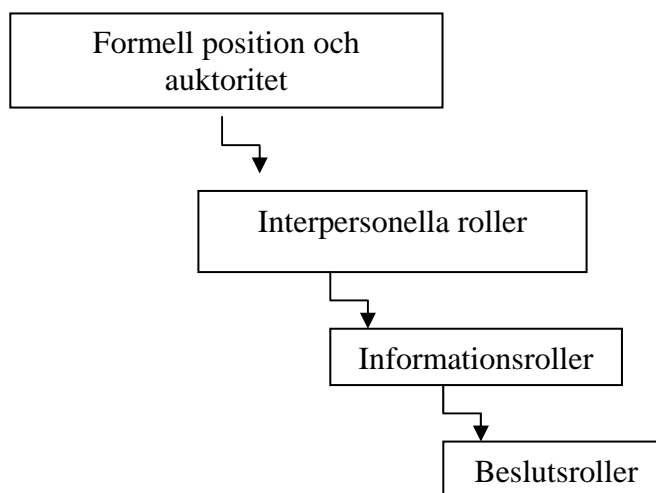 Formell position och
auktoritet
Interpersonella roller
Informationsroller
Beslutsroller